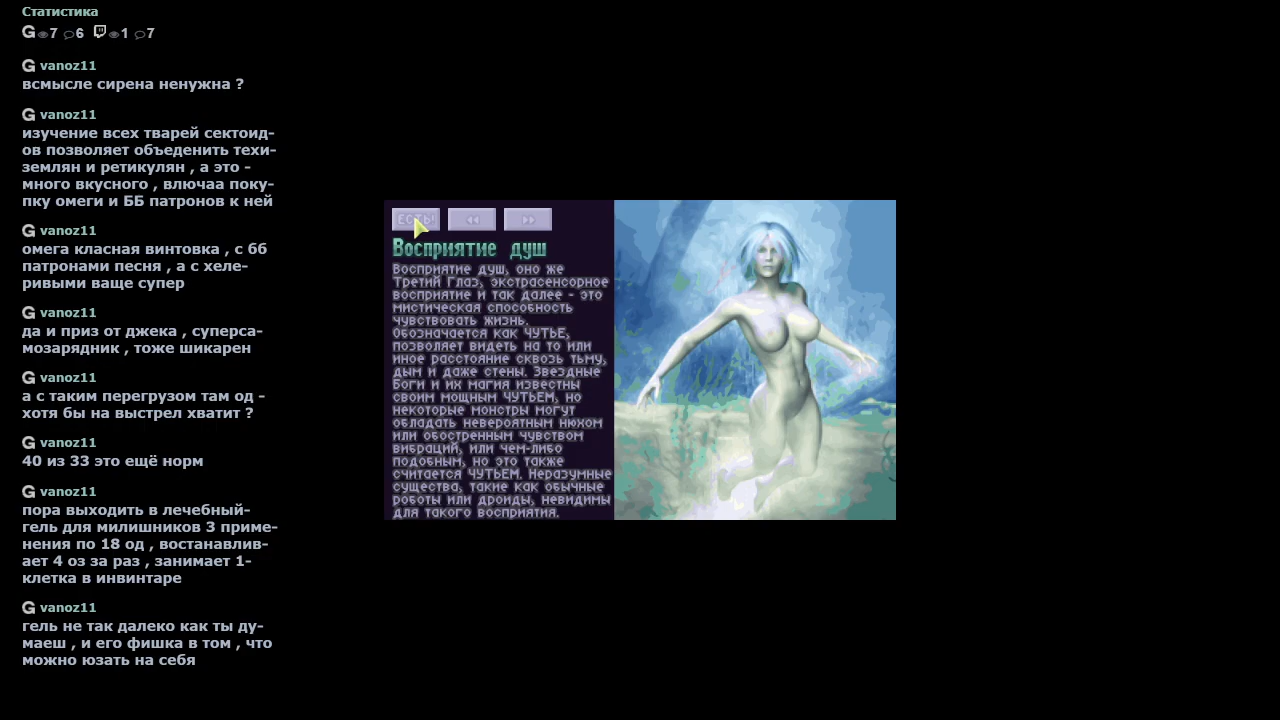 Статистика
G 7 6 1 7
vanoz11
всмысле сирена ненужна ?
vanoz11
изучение всех тварей сектоид-
ов позволяет объеденить техи-
землян и ретикулян , а это -
много вкусного , влючаа поку-
пку омеги и ББ патронов к ней
vanoz11
омега класная винтовка , с бб
патронами песня , а с хеле-
ривыми ваще супер
vanoz11
да и приз от джека , суперса-
мозарядник , тоже шикарен
vanoz11
а с таким перегрузом там од -
хотя бы на выстрел хватит ?
vanoz11
40 из 33 это ещё норм
vanoz11
пора выходить в лечебный-
гель для милишников 3 приме-
нения по 18 од , востанавлив-
ает 4 оз за раз , занимает 1-
клетка в инвинтаре
vanoz11
гель не так далеко как ты ду-
маеш , и его фишка в том , что
можно юзать на себя
ЕСТЬ!
Восприятие душ
Восприятие душ, оно же
Третий Глаз, экстрасенсорное
восприятие и так далее - это
мистическая способность
чувствовать жизнь.
Обозначается как ЧУТЬЕ,
позволяет видеть на то или
иное расстояние сквозь тьму,
дым и даже стены. Звездные
Боги и их магия известны
своим мощным ЧУТЬЕМ, но
некоторые монстры могут
обладать невероятным нюхом
или обостренным чувством
вибраций, или чем-либо
подобным, но это также
считается ЧУТЬЕМ. Неразумные
существа, такие как обычные
роботы или дроиды, невидимы
для такого восприятия.